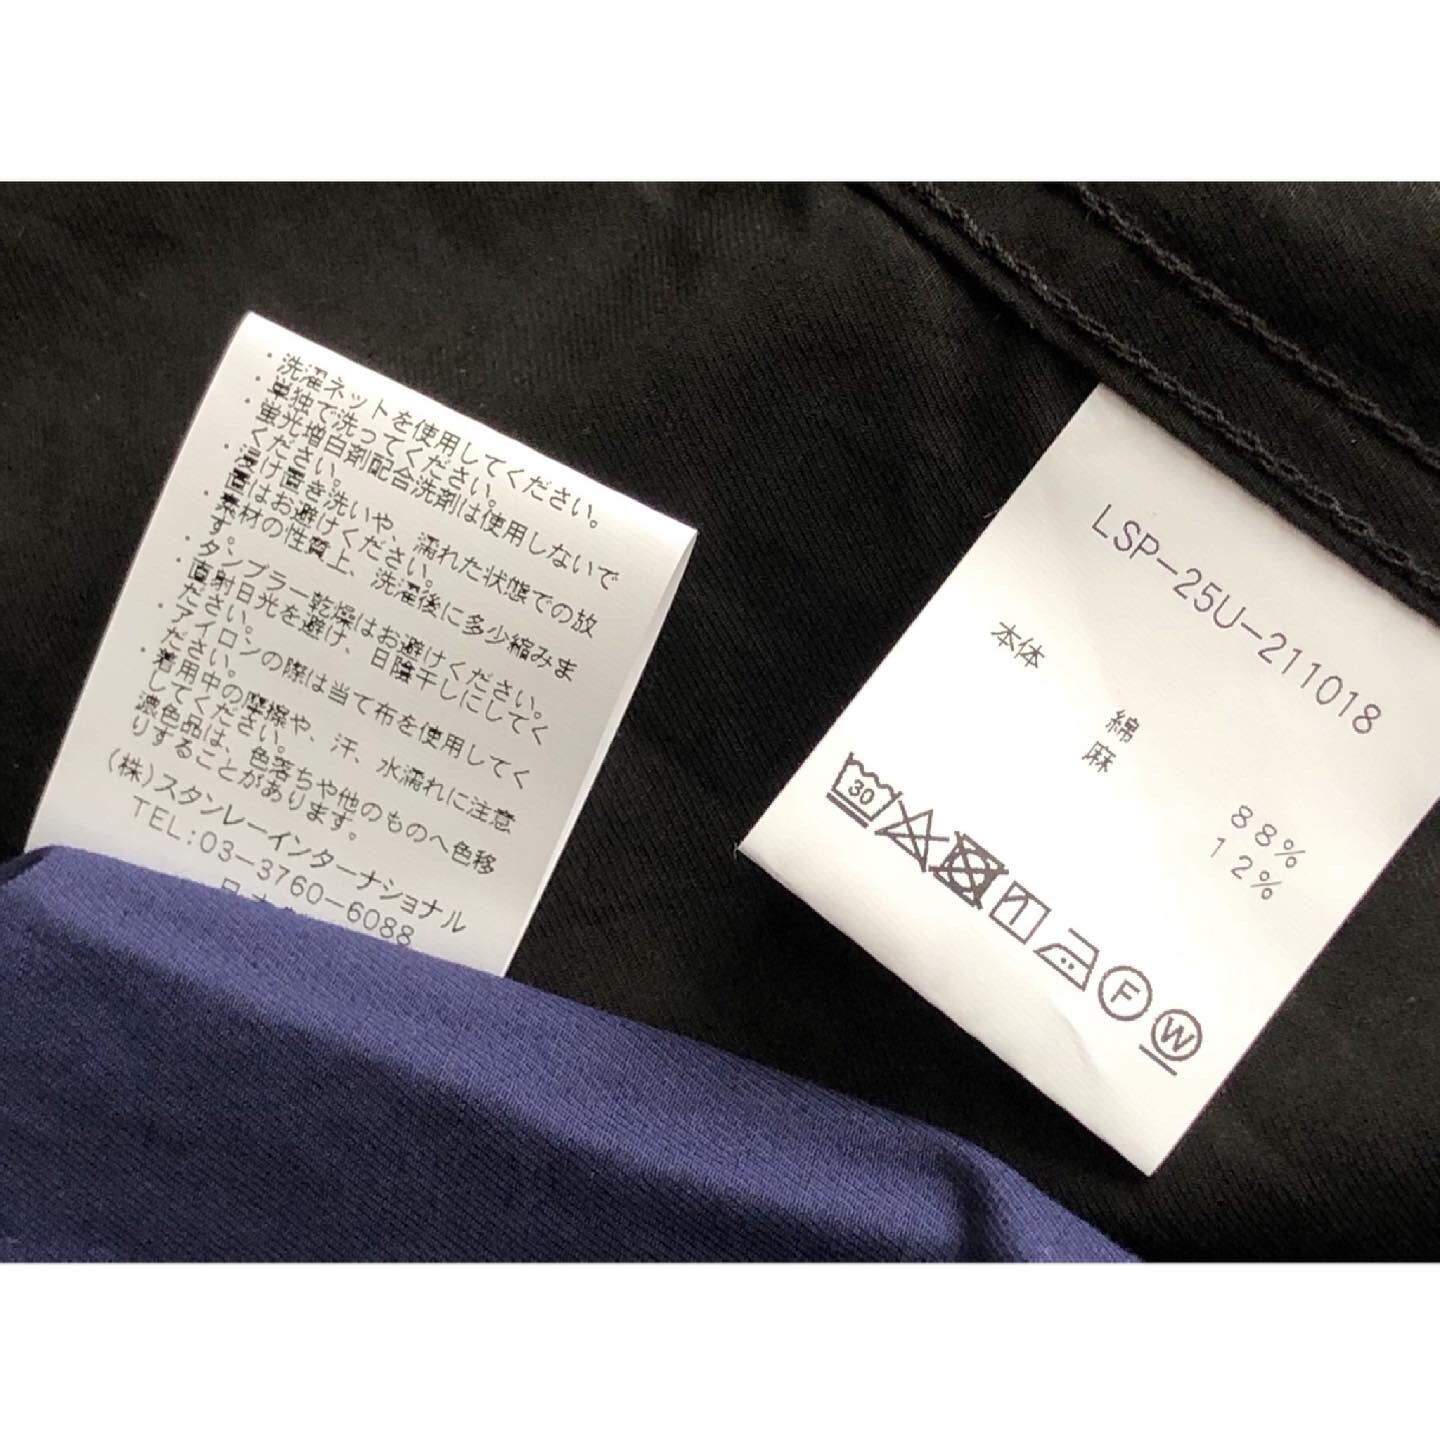 ・洗濯ネットを使用してください。
・単独で洗ってください。
・蛍光増白剤配合洗剤は使用しないで
ください。
・浸け置き洗いや、濡れた状態での放
置はお避けください。
・素材の性質上、洗濯後に多少縮みま
す。
・タンブラー乾燥はお避けください。
・直射日光を避け、日陰干しにしてく
ださい。
・アイロンの際は当て布を使用してく
ださい。
・着用中の摩擦や、汗、水濡れに注意
してください。
濃色品は、色落ちや他のものへ色移
りすることがあります。
(株)スタンレーインターナショナル
TEL:03-3760-6088
LSP-25U-211018
本体
綿 88%
麻 12%
30
F W